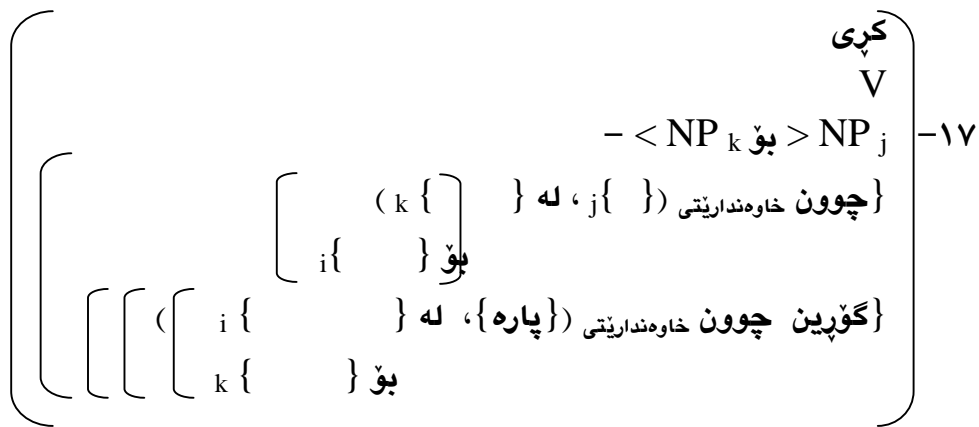 کڕی
V
١٧- NP j < بۆ NP k > -
{چوون خاوەندارێتی ({ }j ، لە { } k )
بۆ { }i
{گۆڕین چوون خاوەندارێتی ({پارە}، لە { } i )
بۆ { } k